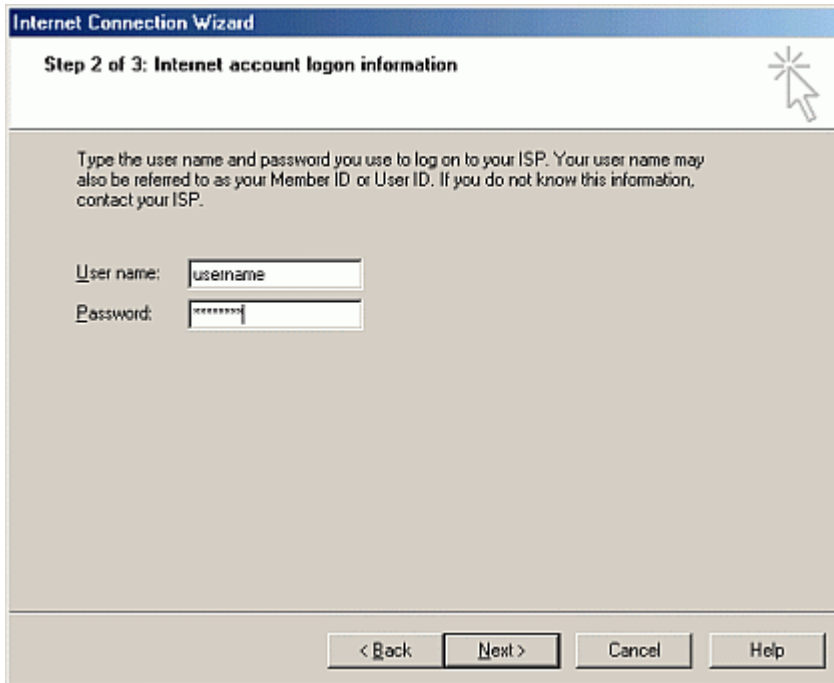 Internet Connection Wizard
Step 2 of 3: Internet account logon information
Type the user name and password you use to log on to your ISP. Your user name may
also be referred to as your Member ID or User ID. If you do not know this information,
contact your ISP.
User name: username
Password: ********
< Back Next > Cancel Help